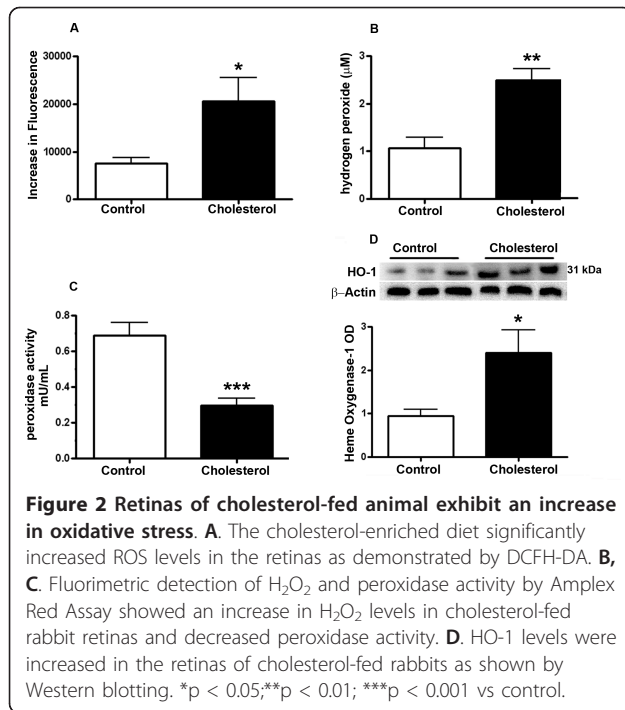 A
Increase in Fluorescence
30000
20000
10000
0
*
Control Cholesterol
B
hydrogen peroxide (μM)
3
2
1
0
**
Control Cholesterol
C
peroxidase activity
mU/mL
0.8
0.6
0.4
0.2
0.0
***
Control Cholesterol
D
Control Cholesterol
HO-1 31 kDa
β–Actin
Heme Oxygenase-1 OD
3
2
1
0
*
Control Cholesterol
Figure 2 Retinas of cholesterol-fed animal exhibit an increase
in oxidative stress. A. The cholesterol-enriched diet significantly
increased ROS levels in the retinas as demonstrated by DCFH-DA. B,
C. Fluorimetric detection of H₂O₂ and peroxidase activity by Amplex
Red Assay showed an increase in H₂O₂ levels in cholesterol-fed
rabbit retinas and decreased peroxidase activity. D. HO-1 levels were
increased in the retinas of cholesterol-fed rabbits as shown by
Western blotting. *p < 0.05;**p < 0.01; ***p < 0.001 vs control.